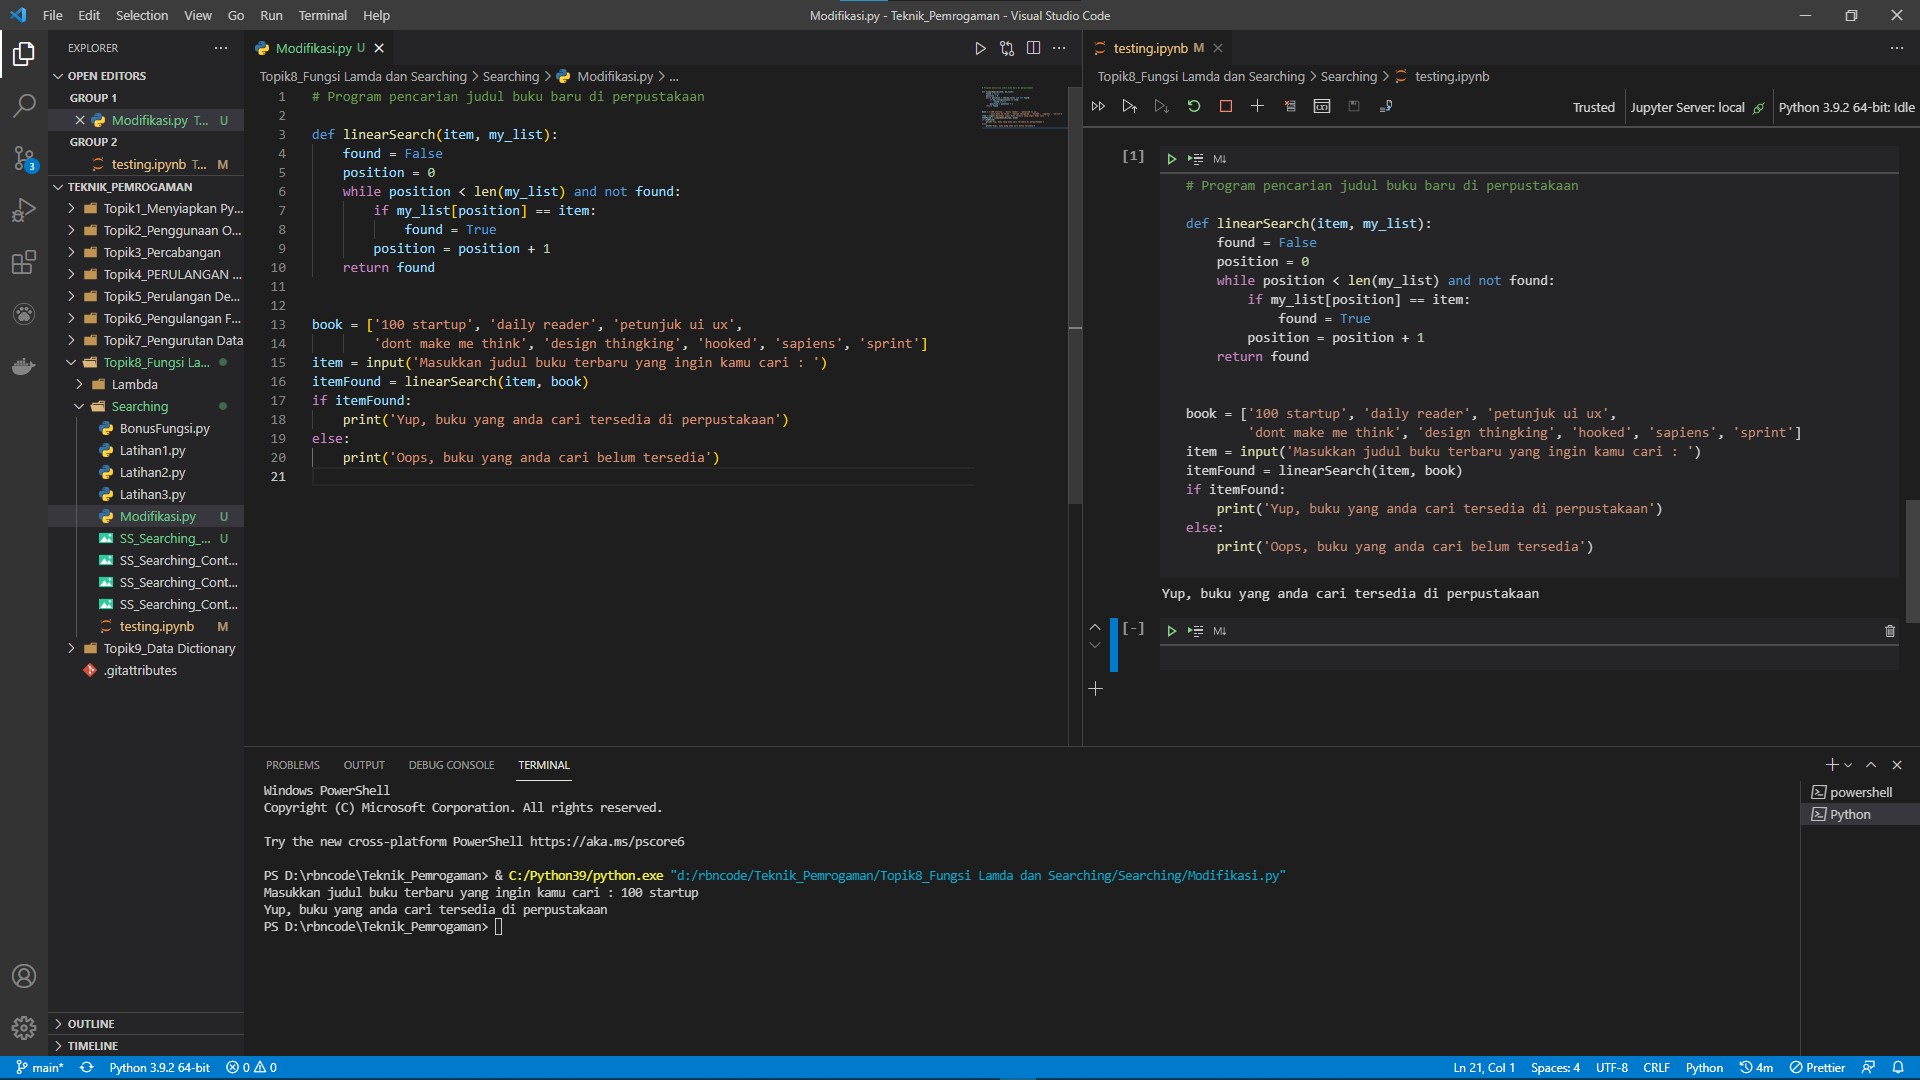 File Edit Selection View Go Run Terminal Help
Modifikasi.py - Teknik_Pemrogaman - Visual Studio Code
EXPLORER
OPEN EDITORS
GROUP 1
Modifikasi.py T... U
GROUP 2
testing.ipynb T... M
TEKNIK_PEMROGAMAN
Topik1_Menyiapkan Py...
Topik2_Penggunaan O...
Topik3_Percabangan
Topik4_PERULANGAN ...
Topik5_Perulangan De...
Topik6_Pengulangan F...
Topik7_Pengurutan Data
Topik8_Fungsi La...
Lambda
Searching
BonusFungsi.py
Latihan1.py
Latihan2.py
Latihan3.py
Modifikasi.py U
SS_Searching_... U
SS_Searching_Cont...
SS_Searching_Cont...
SS_Searching_Cont...
testing.ipynb M
Topik9_Data Dictionary
.gitattributes
OUTLINE
TIMELINE
3
Modifikasi.py U
Topik8_Fungsi Lamda dan Searching > Searching > Modifikasi.py > ...
1 # Program pencarian judul buku baru di perpustakaan
2
3 def linearSearch(item, my_list):
4     found = False
5     position = 0
6     while position < len(my_list) and not found:
7         if my_list[position] == item:
8             found = True
9         position = position + 1
10     return found
11
12
13 book = ['100 startup', 'daily reader', 'petunjuk ui ux',
14         'dont make me think', 'design thingking', 'hooked', 'sapiens', 'sprint']
15 item = input('Masukkan judul buku terbaru yang ingin kamu cari : ')
16 itemFound = linearSearch(item, book)
17 if itemFound:
18     print('Yup, buku yang anda cari tersedia di perpustakaan')
19 else:
20     print('Oops, buku yang anda cari belum tersedia')
21
testing.ipynb M
Topik8_Fungsi Lamda dan Searching > Searching > testing.ipynb
Trusted Jupyter Server: local Python 3.9.2 64-bit: Idle
[1] M↓
# Program pencarian judul buku baru di perpustakaan
def linearSearch(item, my_list):
    found = False
    position = 0
    while position < len(my_list) and not found:
        if my_list[position] == item:
            found = True
        position = position + 1
    return found
book = ['100 startup', 'daily reader', 'petunjuk ui ux',
        'dont make me think', 'design thingking', 'hooked', 'sapiens', 'sprint']
item = input('Masukkan judul buku terbaru yang ingin kamu cari : ')
itemFound = linearSearch(item, book)
if itemFound:
    print('Yup, buku yang anda cari tersedia di perpustakaan')
else:
    print('Oops, buku yang anda cari belum tersedia')
Yup, buku yang anda cari tersedia di perpustakaan
[-] M↓
PROBLEMS OUTPUT DEBUG CONSOLE TERMINAL
Windows PowerShell
Copyright (C) Microsoft Corporation. All rights reserved.
Try the new cross-platform PowerShell https://aka.ms/pscore6
PS D:\rbncode\Teknik_Pemrogaman> & C:/Python39/python.exe "d:/rbncode/Teknik_Pemrogaman/Topik8_Fungsi Lamda dan Searching/Searching/Modifikasi.py"
Masukkan judul buku terbaru yang ingin kamu cari : 100 startup
Yup, buku yang anda cari tersedia di perpustakaan
PS D:\rbncode\Teknik_Pemrogaman>
powershell
Python
main* Python 3.9.2 64-bit 0 0
Ln 21, Col 1 Spaces: 4 UTF-8 CRLF Python 4m Prettier